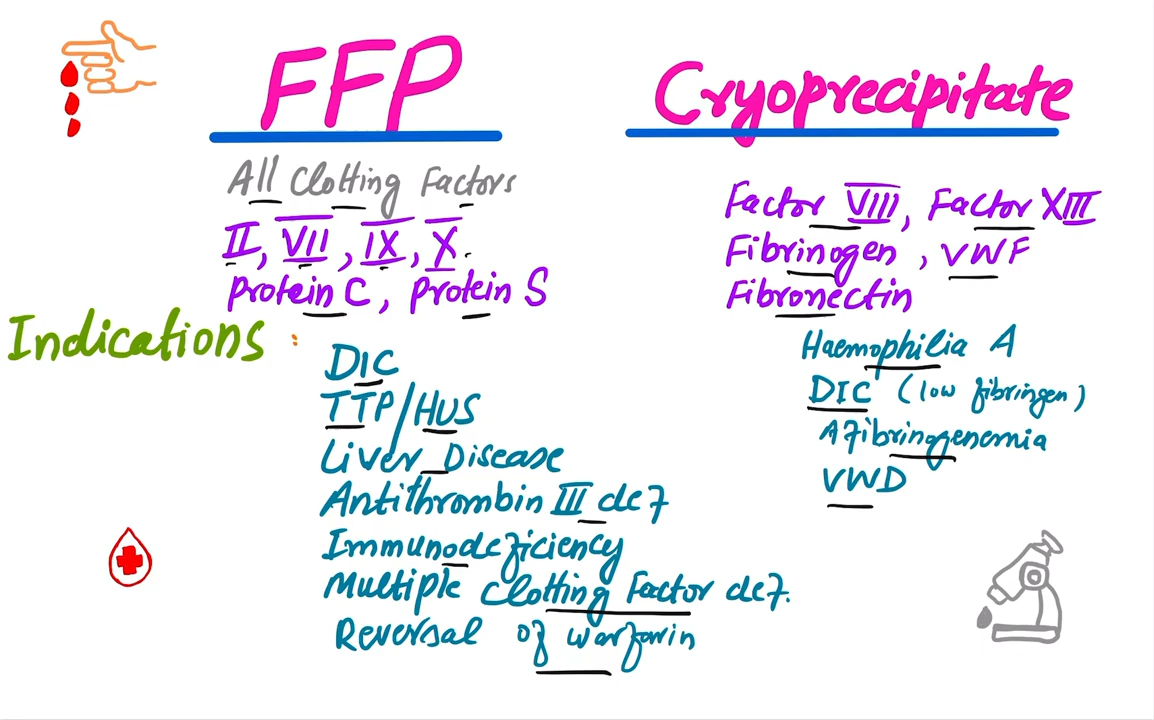 FFP
All Clotting Factors
II, VII, IX, X.
Protein C, Protein S
Cryoprecipitate
Factor VIII, Factor XIII
Fibrinogen, VWF
Fibronectin
Indications :
DIC
TTP/HUS
Liver Disease
Antithrombin III def
Immunodeficiency
Multiple Clotting Factor def.
Reversal of warfarin
Haemophilia A
DIC (low fibringen)
Afibrinogenemia
VWD